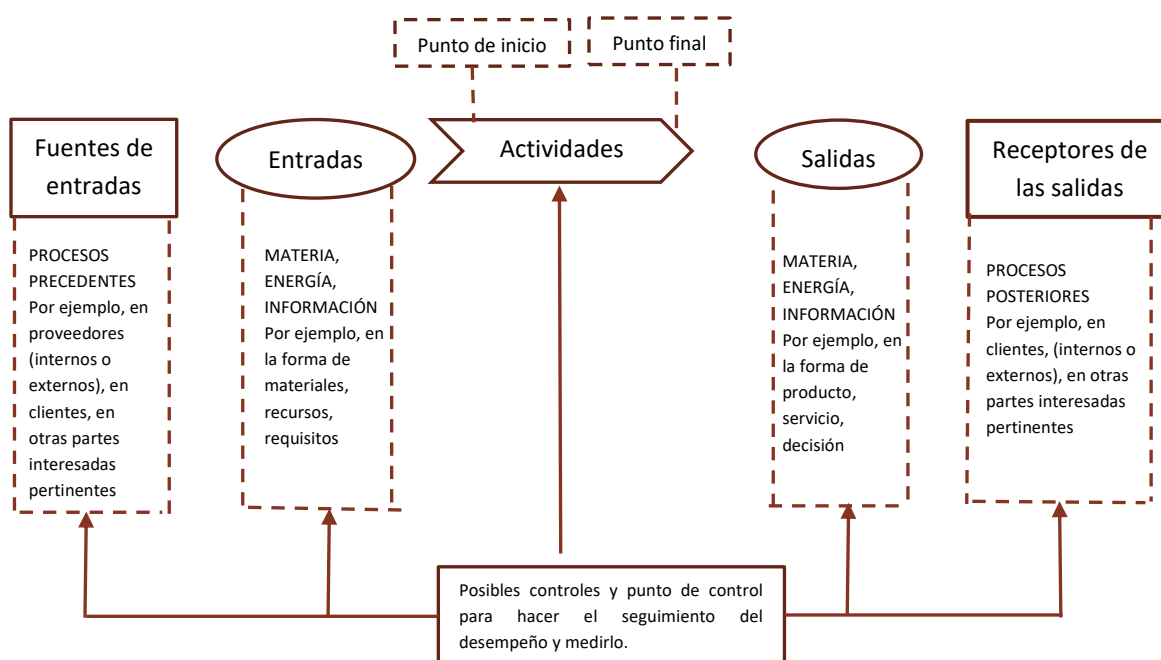 Punto de inicio
Punto final
Fuentes de
entradas
Entradas
Actividades
Salidas
Receptores de
las salidas
PROCESOS
PRECEDENTES
Por ejemplo, en
proveedores
(internos o
externos), en
clientes, en
otras partes
interesadas
pertinentes
MATERIA,
ENERGÍA,
INFORMACIÓN
Por ejemplo, en
la forma de
materiales,
recursos,
requisitos
MATERIA,
ENERGÍA,
INFORMACIÓN
Por ejemplo, en
la forma de
producto,
servicio,
decisión
PROCESOS
POSTERIORES
Por ejemplo, en
clientes, (internos o
externos), en otras
partes interesadas
pertinentes
Posibles controles y punto de control
para hacer el seguimiento del
desempeño y medirlo.